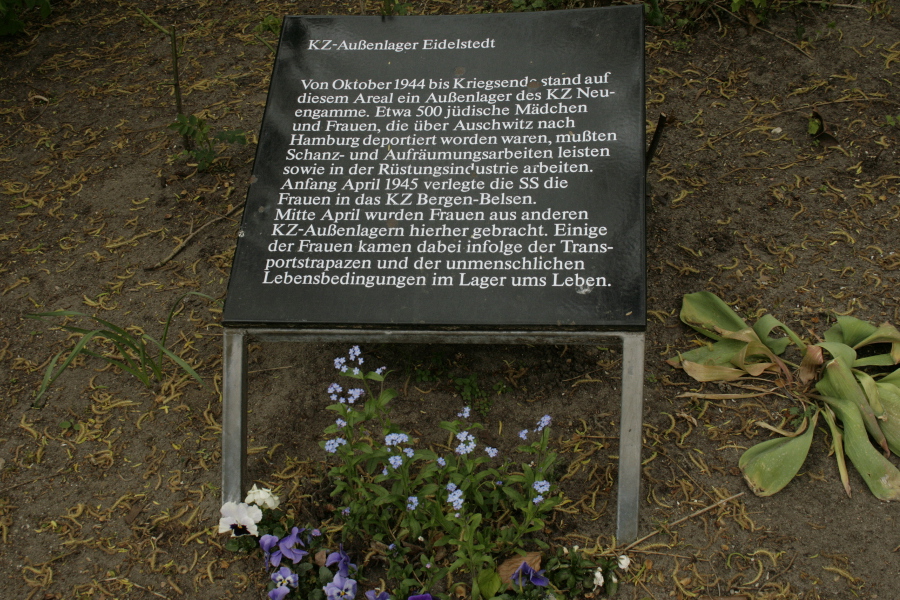 KZ-Außenlager Eidelstedt
Von Oktober 1944 bis Kriegsende stand auf
diesem Areal ein Außenlager des KZ Neu-
engamme. Etwa 500 jüdische Mädchen
und Frauen, die über Auschwitz nach
Hamburg deportiert worden waren, mußten
Schanz- und Aufräumungsarbeiten leisten
sowie in der Rüstungsindustrie arbeiten.
Anfang April 1945 verlegte die SS die
Frauen in das KZ Bergen-Belsen.
Mitte April wurden Frauen aus anderen
KZ-Außenlagern hierher gebracht. Einige
der Frauen kamen dabei infolge der Trans-
portstrapazen und der unmenschlichen
Lebensbedingungen im Lager ums Leben.